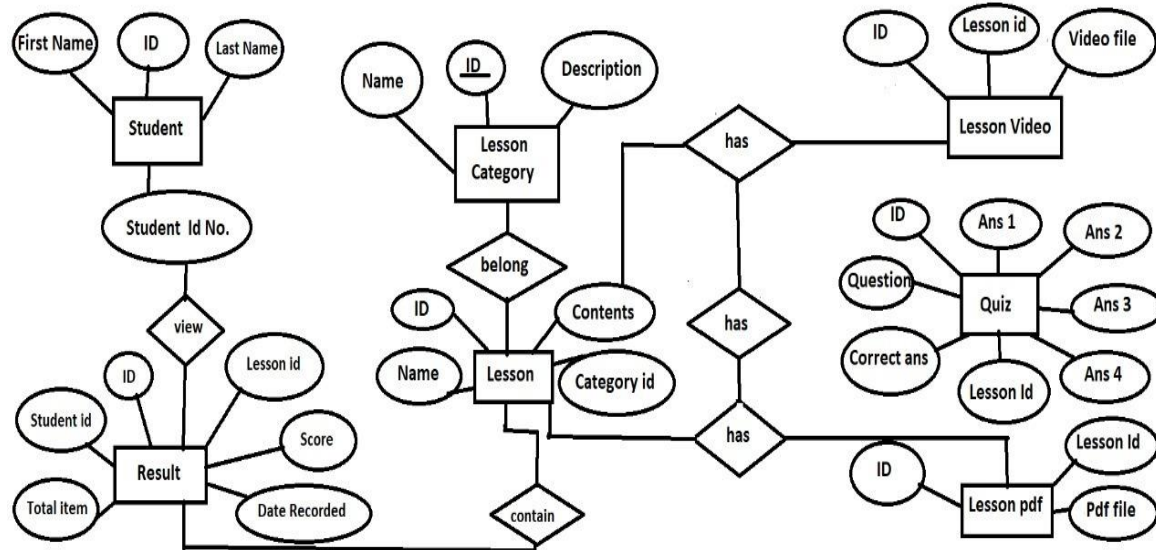 First Name
ID
Last Name
Student
Student Id No.
view
ID
Lesson id
Student id
Score
Result
Total item
Date Recorded
Name
ID
Description
Lesson
Category
belong
ID
Contents
Name
Lesson
Category id
contain
has
has
has
ID
Lesson id
Video file
Lesson Video
ID
Ans 1
Ans 2
Question
Quiz
Ans 3
Correct ans
Lesson Id
Ans 4
ID
Lesson Id
Lesson pdf
Pdf file